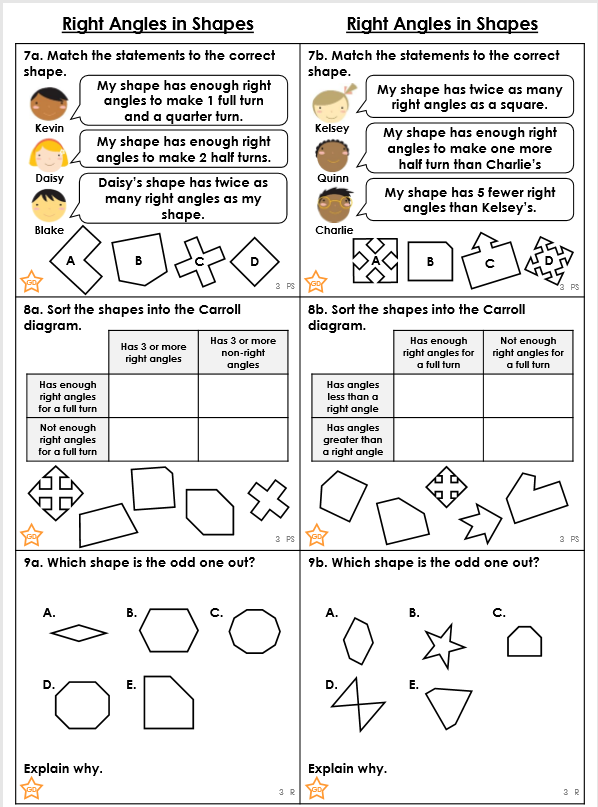 Right Angles in Shapes
7a. Match the statements to the correct
shape.
My shape has enough right
angles to make 1 full turn
and a quarter turn.
Kevin
My shape has enough right
angles to make 2 half turns.
Daisy
Daisy's shape has twice as
many right angles as my
shape.
Blake
A
B
C
D
GD
3 PS
Right Angles in Shapes
7b. Match the statements to the correct
shape.
My shape has twice as many
right angles as a square.
Kelsey
My shape has enough right
angles to make one more
half turn than Charlie's
Quinn
My shape has 5 fewer right
angles than Kelsey's.
Charlie
A
B
C
D
GD
3 PS
8a. Sort the shapes into the Carroll
diagram.
Has 3 or more
right angles
Has 3 or more
non-right
angles
Has enough
right angles
for a full turn
Not enough
right angles
for a full turn
GD
3 PS
8b. Sort the shapes into the Carroll
diagram.
Has enough
right angles for
a full turn
Not enough
right angles for
a full turn
Has angles
less than a
right angle
Has angles
greater than
a right angle
GD
3 PS
9a. Which shape is the odd one out?
A.
B.
C.
D.
E.
Explain why.
GD
3 R
9b. Which shape is the odd one out?
A.
B.
C.
D.
E.
Explain why.
GD
3 R